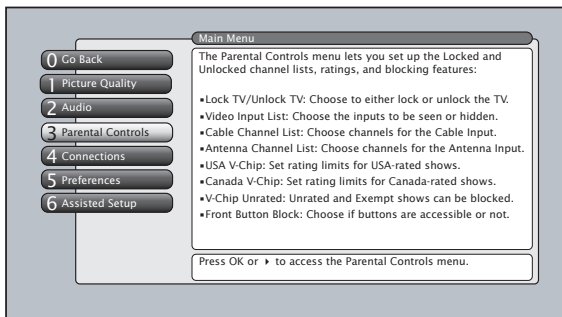 Main Menu
0 Go Back
1 Picture Quality
2 Audio
3 Parental Controls
4 Connections
5 Preferences
6 Assisted Setup
The Parental Controls menu lets you set up the Locked and
Unlocked channel lists, ratings, and blocking features:
▪Lock TV/Unlock TV: Choose to either lock or unlock the TV.
▪Video Input List: Choose the inputs to be seen or hidden.
▪Cable Channel List: Choose channels for the Cable Input.
▪Antenna Channel List: Choose channels for the Antenna Input.
▪USA V-Chip: Set rating limits for USA-rated shows.
▪Canada V-Chip: Set rating limits for Canada-rated shows.
▪V-Chip Unrated: Unrated and Exempt shows can be blocked.
▪Front Button Block: Choose if buttons are accessible or not.
Press OK or ▸ to access the Parental Controls menu.